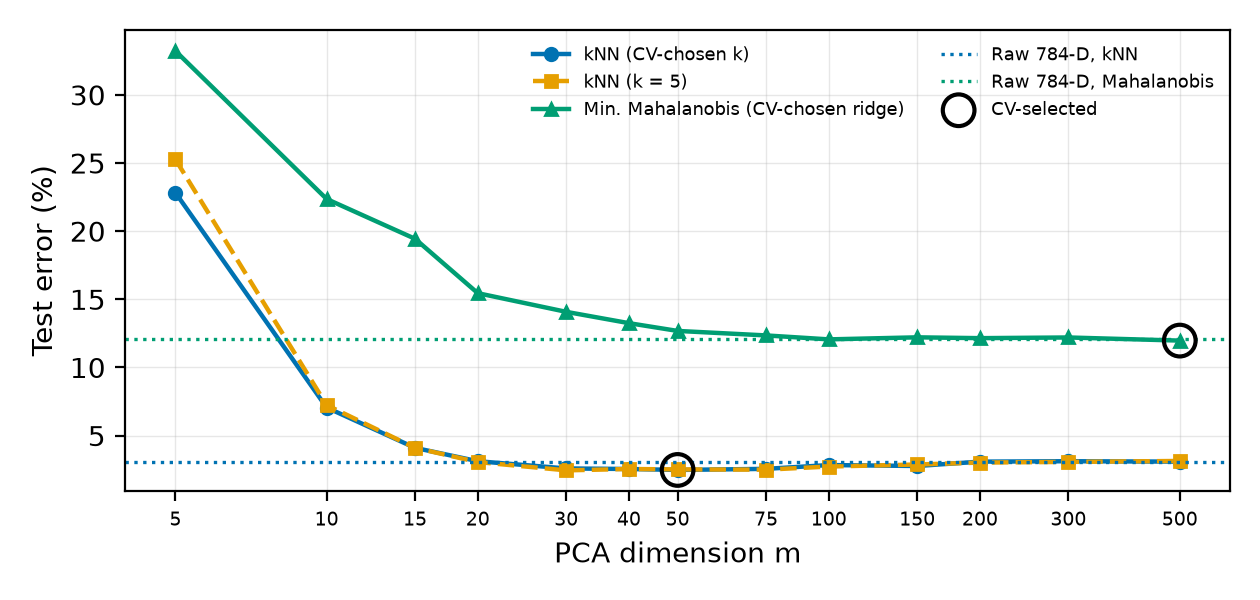 kNN (CV-chosen k)
kNN (k = 5)
Min. Mahalanobis (CV-chosen ridge)
Raw 784-D, kNN
Raw 784-D, Mahalanobis
CV-selected
Test error (%)
30
25
20
15
10
5
5 10 15 20 30 40 50 75 100 150 200 300 500
PCA dimension m